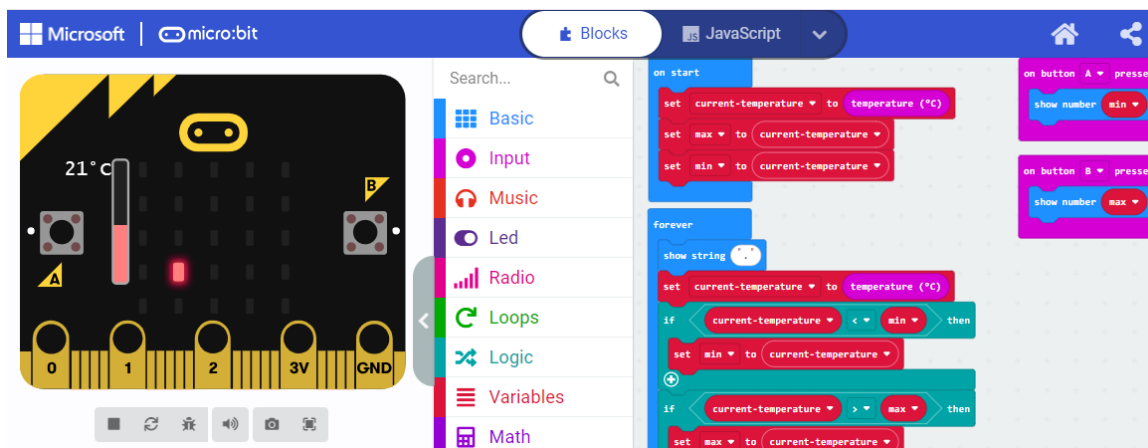 Microsoft | micro:bit
Blocks
JS JavaScript
21°C
B
A
0 1 2 3V GND
Search...
Basic
Input
Music
Led
Radio
Loops
Logic
Variables
Math
on start
set current-temperature to temperature (°C)
set max to current-temperature
set min to current-temperature
forever
show string "."
set current-temperature to temperature (°C)
if current-temperature < min then
set min to current-temperature
if current-temperature > max then
set max to current-temperature
on button A presse
show number min
on button B presse
show number max